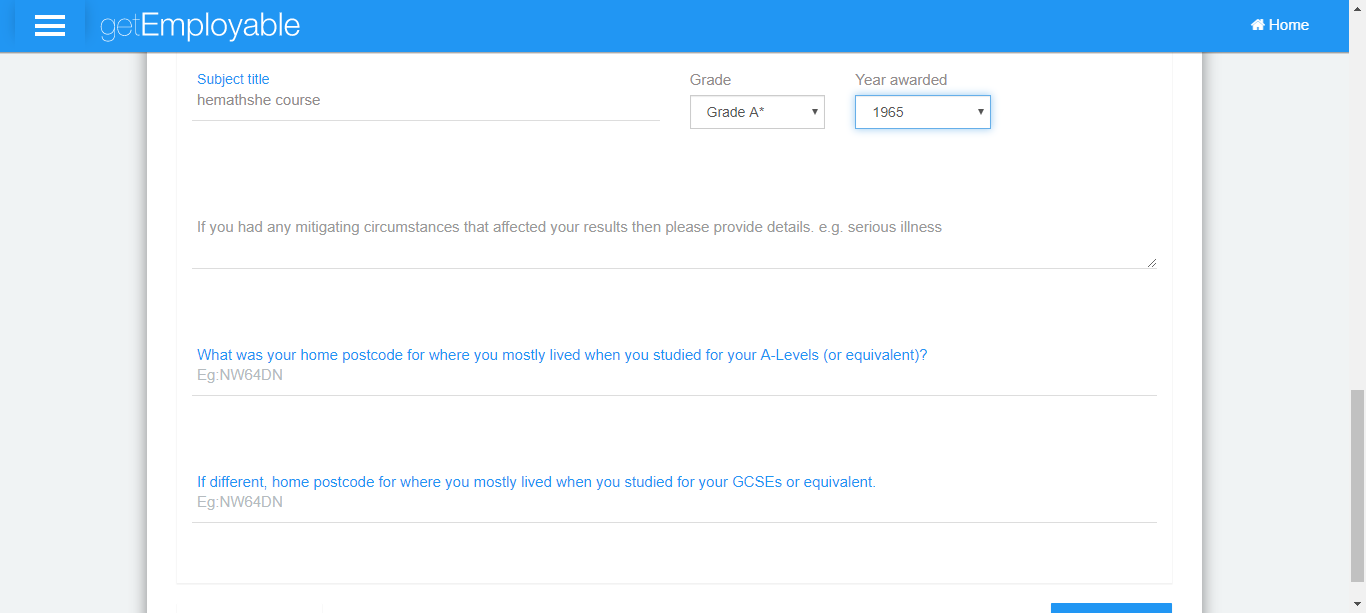 getEmployable
Home
Subject title
Grade
Year awarded
hemathshe course
Grade A*
1965
If you had any mitigating circumstances that affected your results then please provide details. e.g. serious illness
What was your home postcode for where you mostly lived when you studied for your A-Levels (or equivalent)?
Eg:NW64DN
If different, home postcode for where you mostly lived when you studied for your GCSEs or equivalent.
Eg:NW64DN